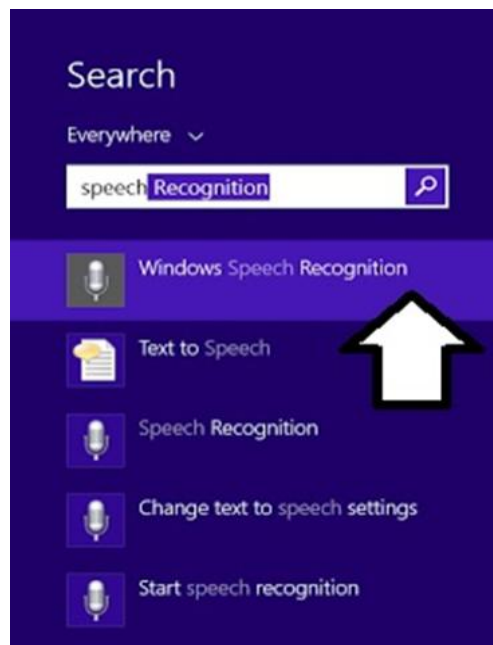 Search
Everywhere
speech Recognition
Windows Speech Recognition
Text to Speech
Speech Recognition
Change text to speech settings
Start speech recognition